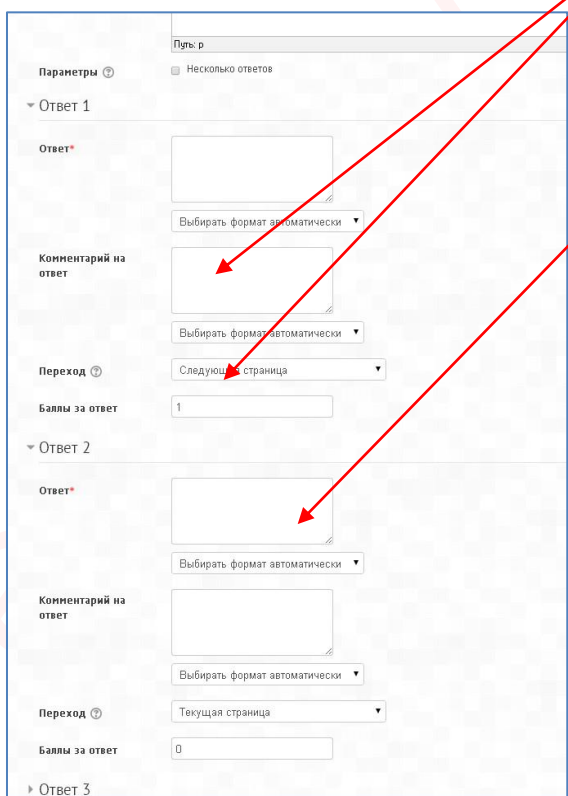 Путь: p
Параметры Несколько ответов
Ответ 1
Ответ*
Выбирать формат автоматически
Комментарий на
ответ
Выбирать формат автоматически
Переход Следующая страница
Баллы за ответ 1
Ответ 2
Ответ*
Выбирать формат автоматически
Комментарий на
ответ
Выбирать формат автоматически
Переход Текущая страница
Баллы за ответ 0
Ответ 3